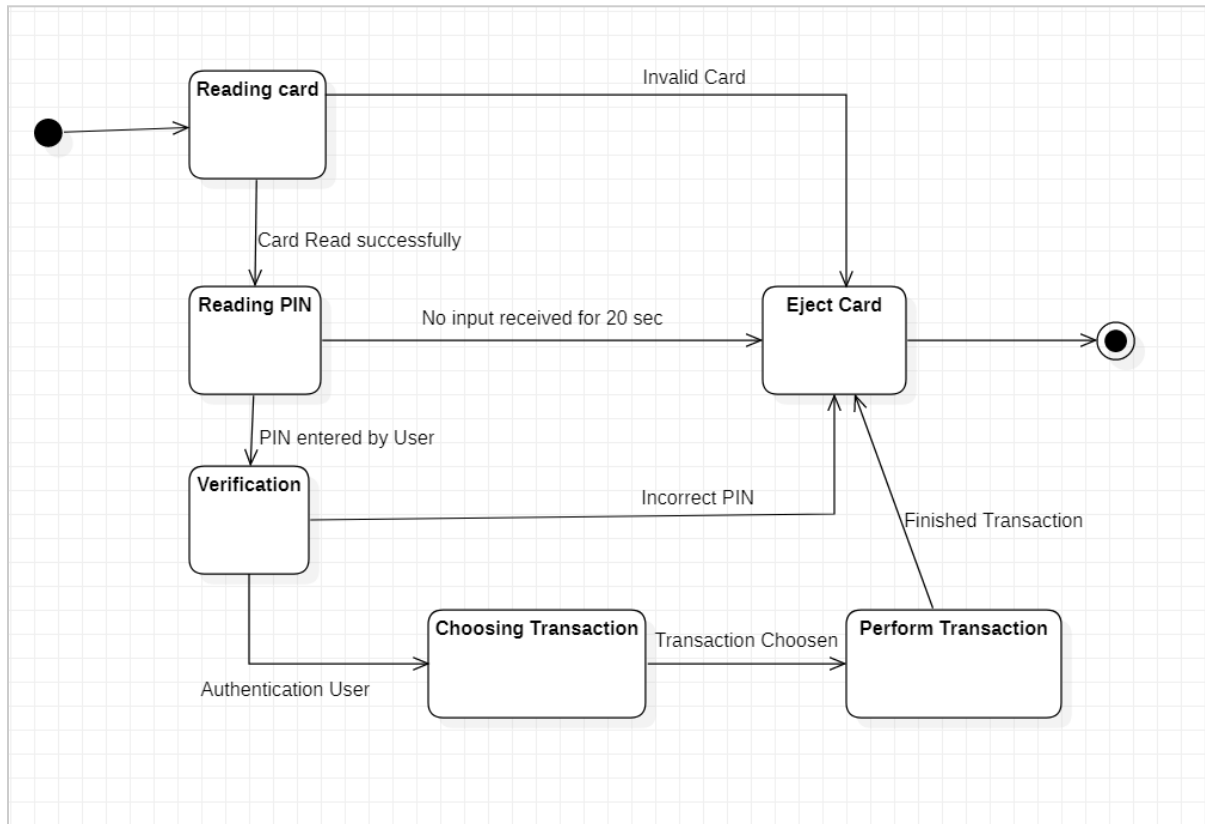 Invalid Card
Reading card
Card Read successfully
Reading PIN
No input received for 20 sec
Eject Card
PIN entered by User
Verification
Incorrect PIN
Finished Transaction
Choosing Transaction
Transaction Choosen
Perform Transaction
Authentication User